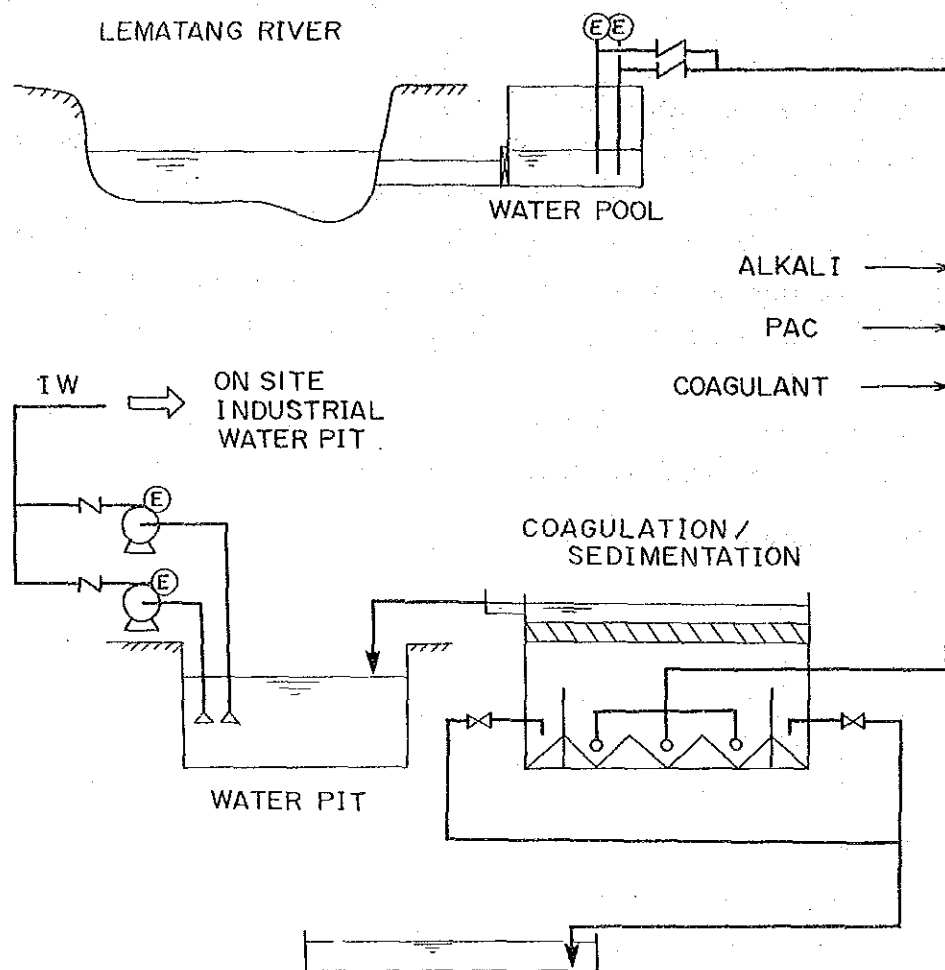 LEMATANG RIVER
E E
WATER POOL
ALKALI
PAC
COAGULANT
IW
ON SITE
INDUSTRIAL
WATER PIT
E
E
COAGULATION/
SEDIMENTATION
WATER PIT